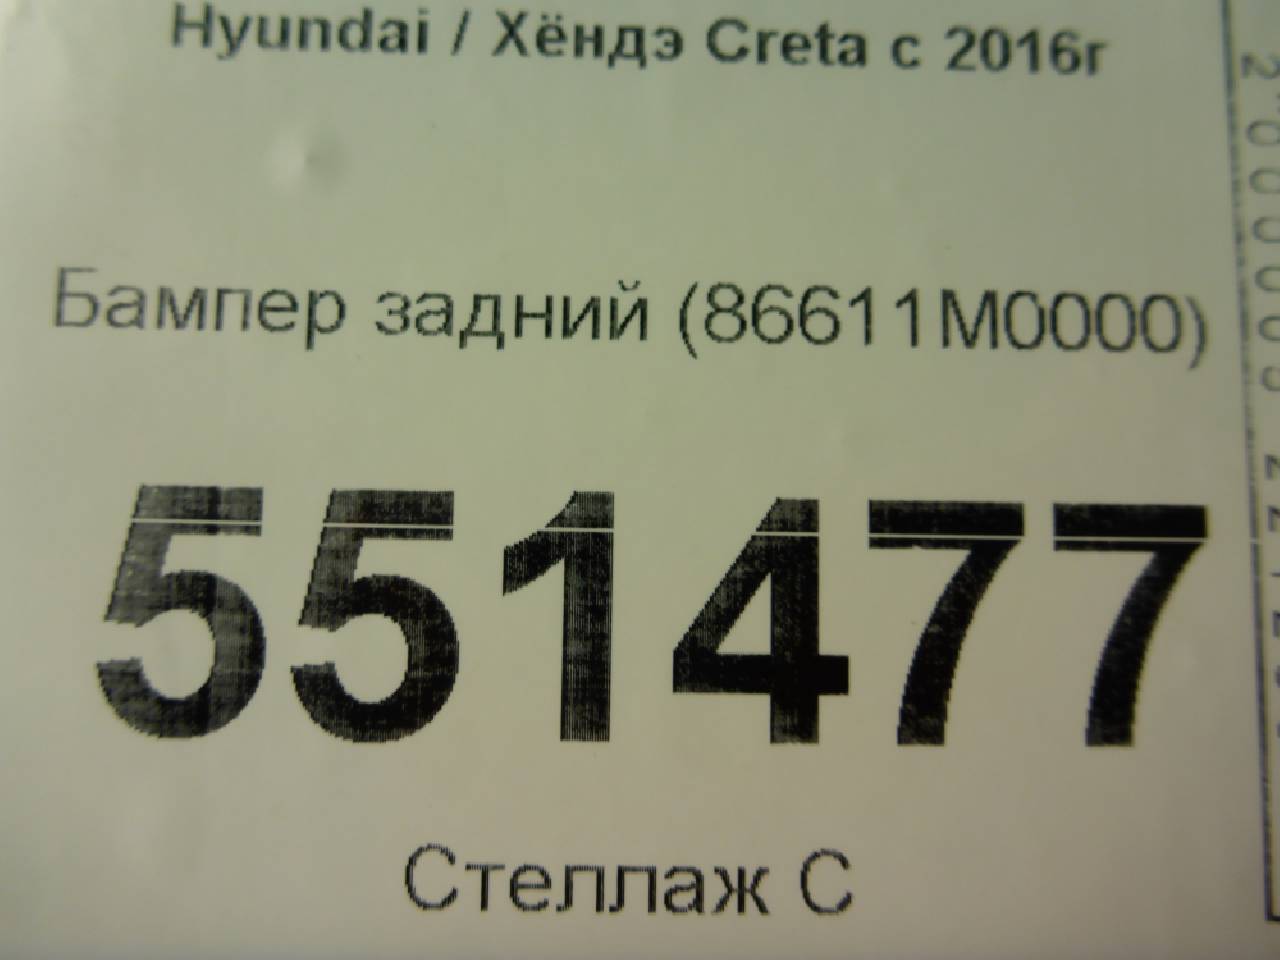 Hyundai / Хёндэ Creta с 2016г
Бампер задний (86611M0000)
551477
Стеллаж С